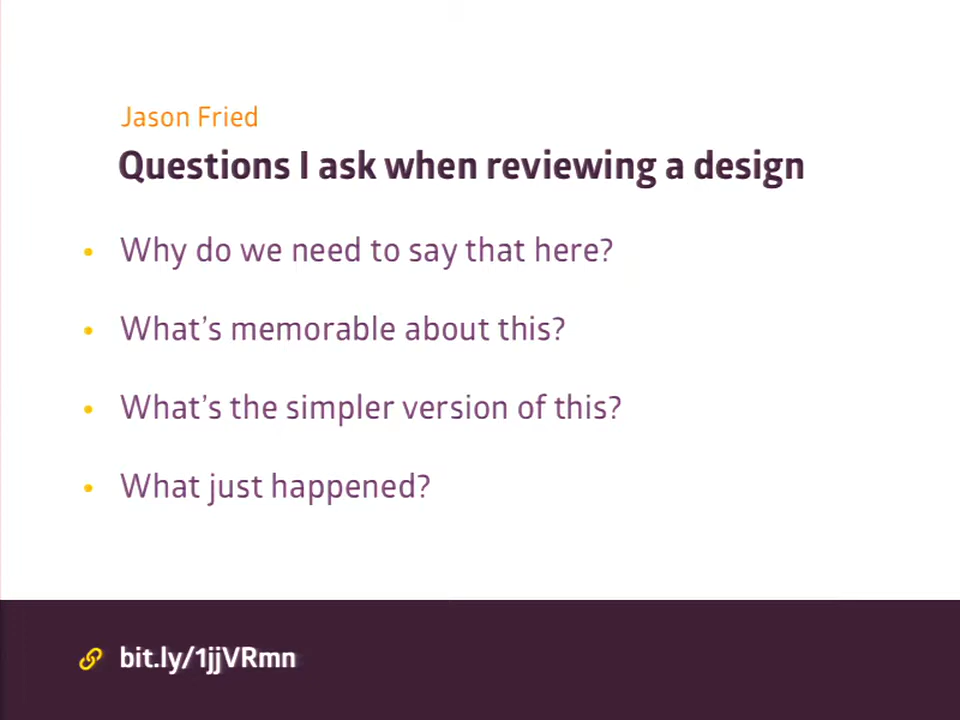 Jason Fried
Questions I ask when reviewing a design
• Why do we need to say that here?
• What’s memorable about this?
• What’s the simpler version of this?
• What just happened?
bit.ly/1jjVRmn